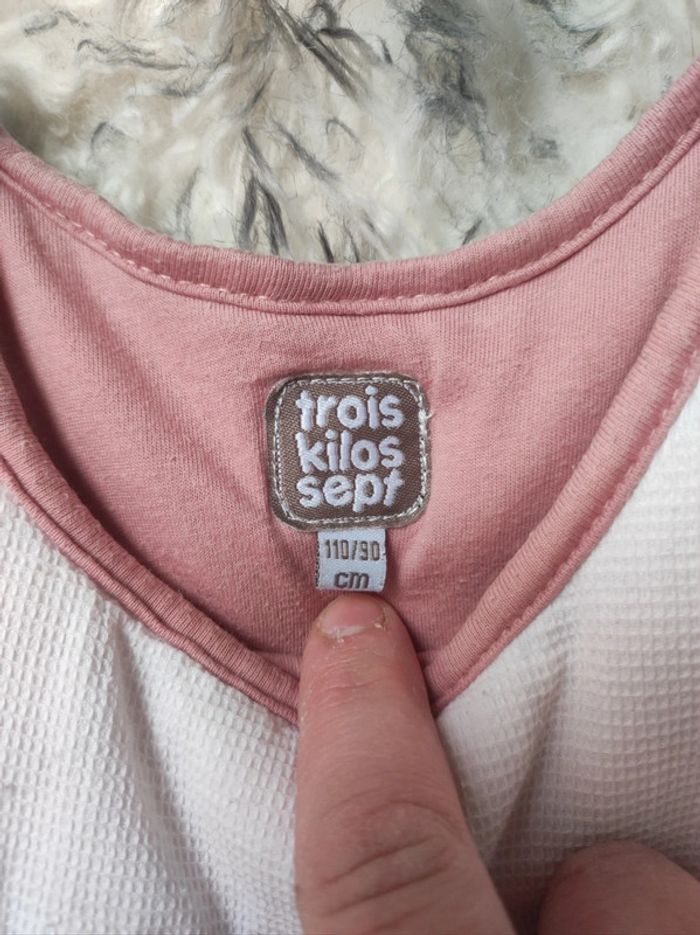 trois
kilos
sept
110/90
cm